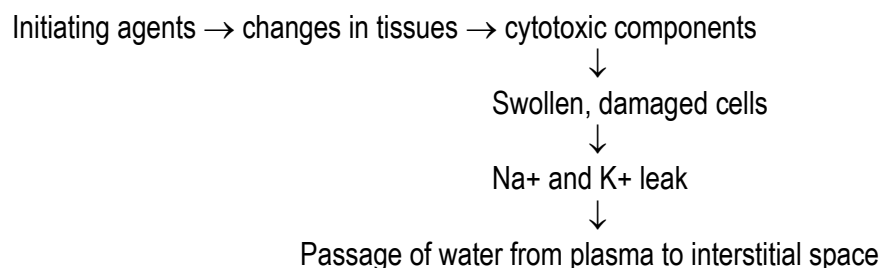 Initiating agents → changes in tissues → cytotoxic components
↓
Swollen, damaged cells
↓
Na+ and K+ leak
↓
Passage of water from plasma to interstitial space